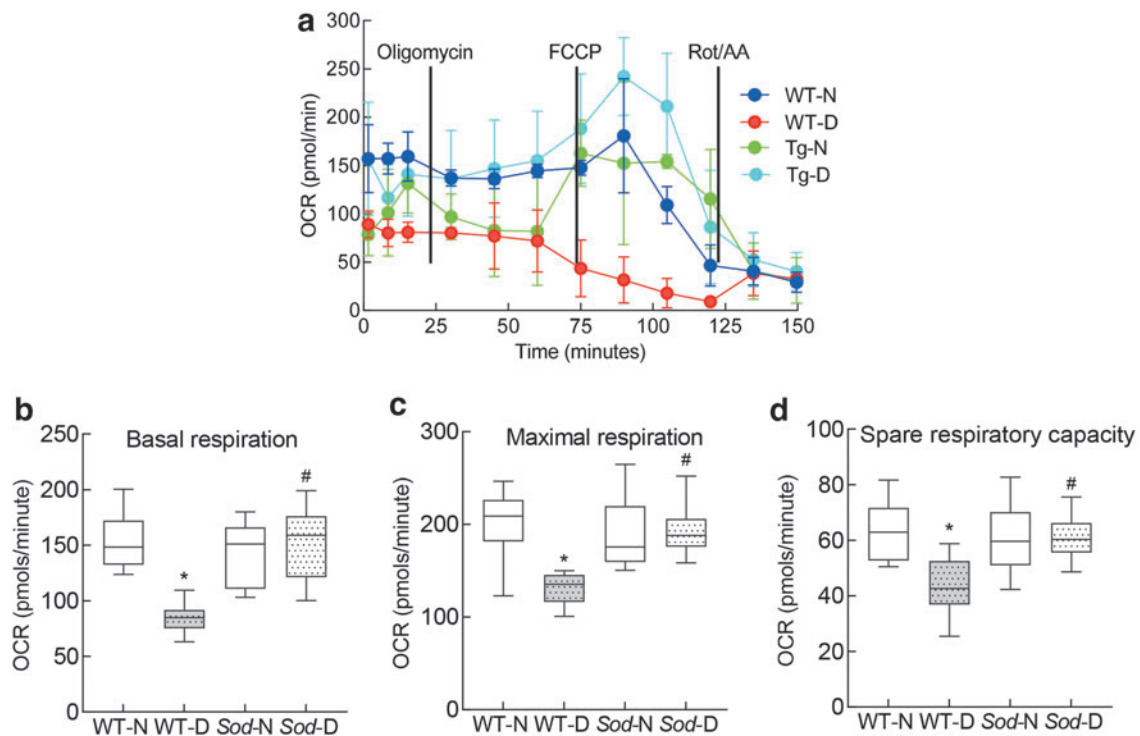 a
300
250
200
150
100
50
0
OCR (pmol/min)
Oligomycin FCCP Rot/AA
0 25 50 75 100 125 150
Time (minutes)
WT-N
WT-D
Tg-N
Tg-D
b
Basal respiration
250
200
150
100
50
0
OCR (pmols/minute)
* #
WT-N WT-D Sod-N Sod-D
c
Maximal respiration
300
200
100
0
OCR (pmols/minute)
* #
WT-N WT-D Sod-N Sod-D
d
Spare respiratory capacity
100
80
60
40
20
0
OCR (pmols/minute)
* #
WT-N WT-D Sod-N Sod-D